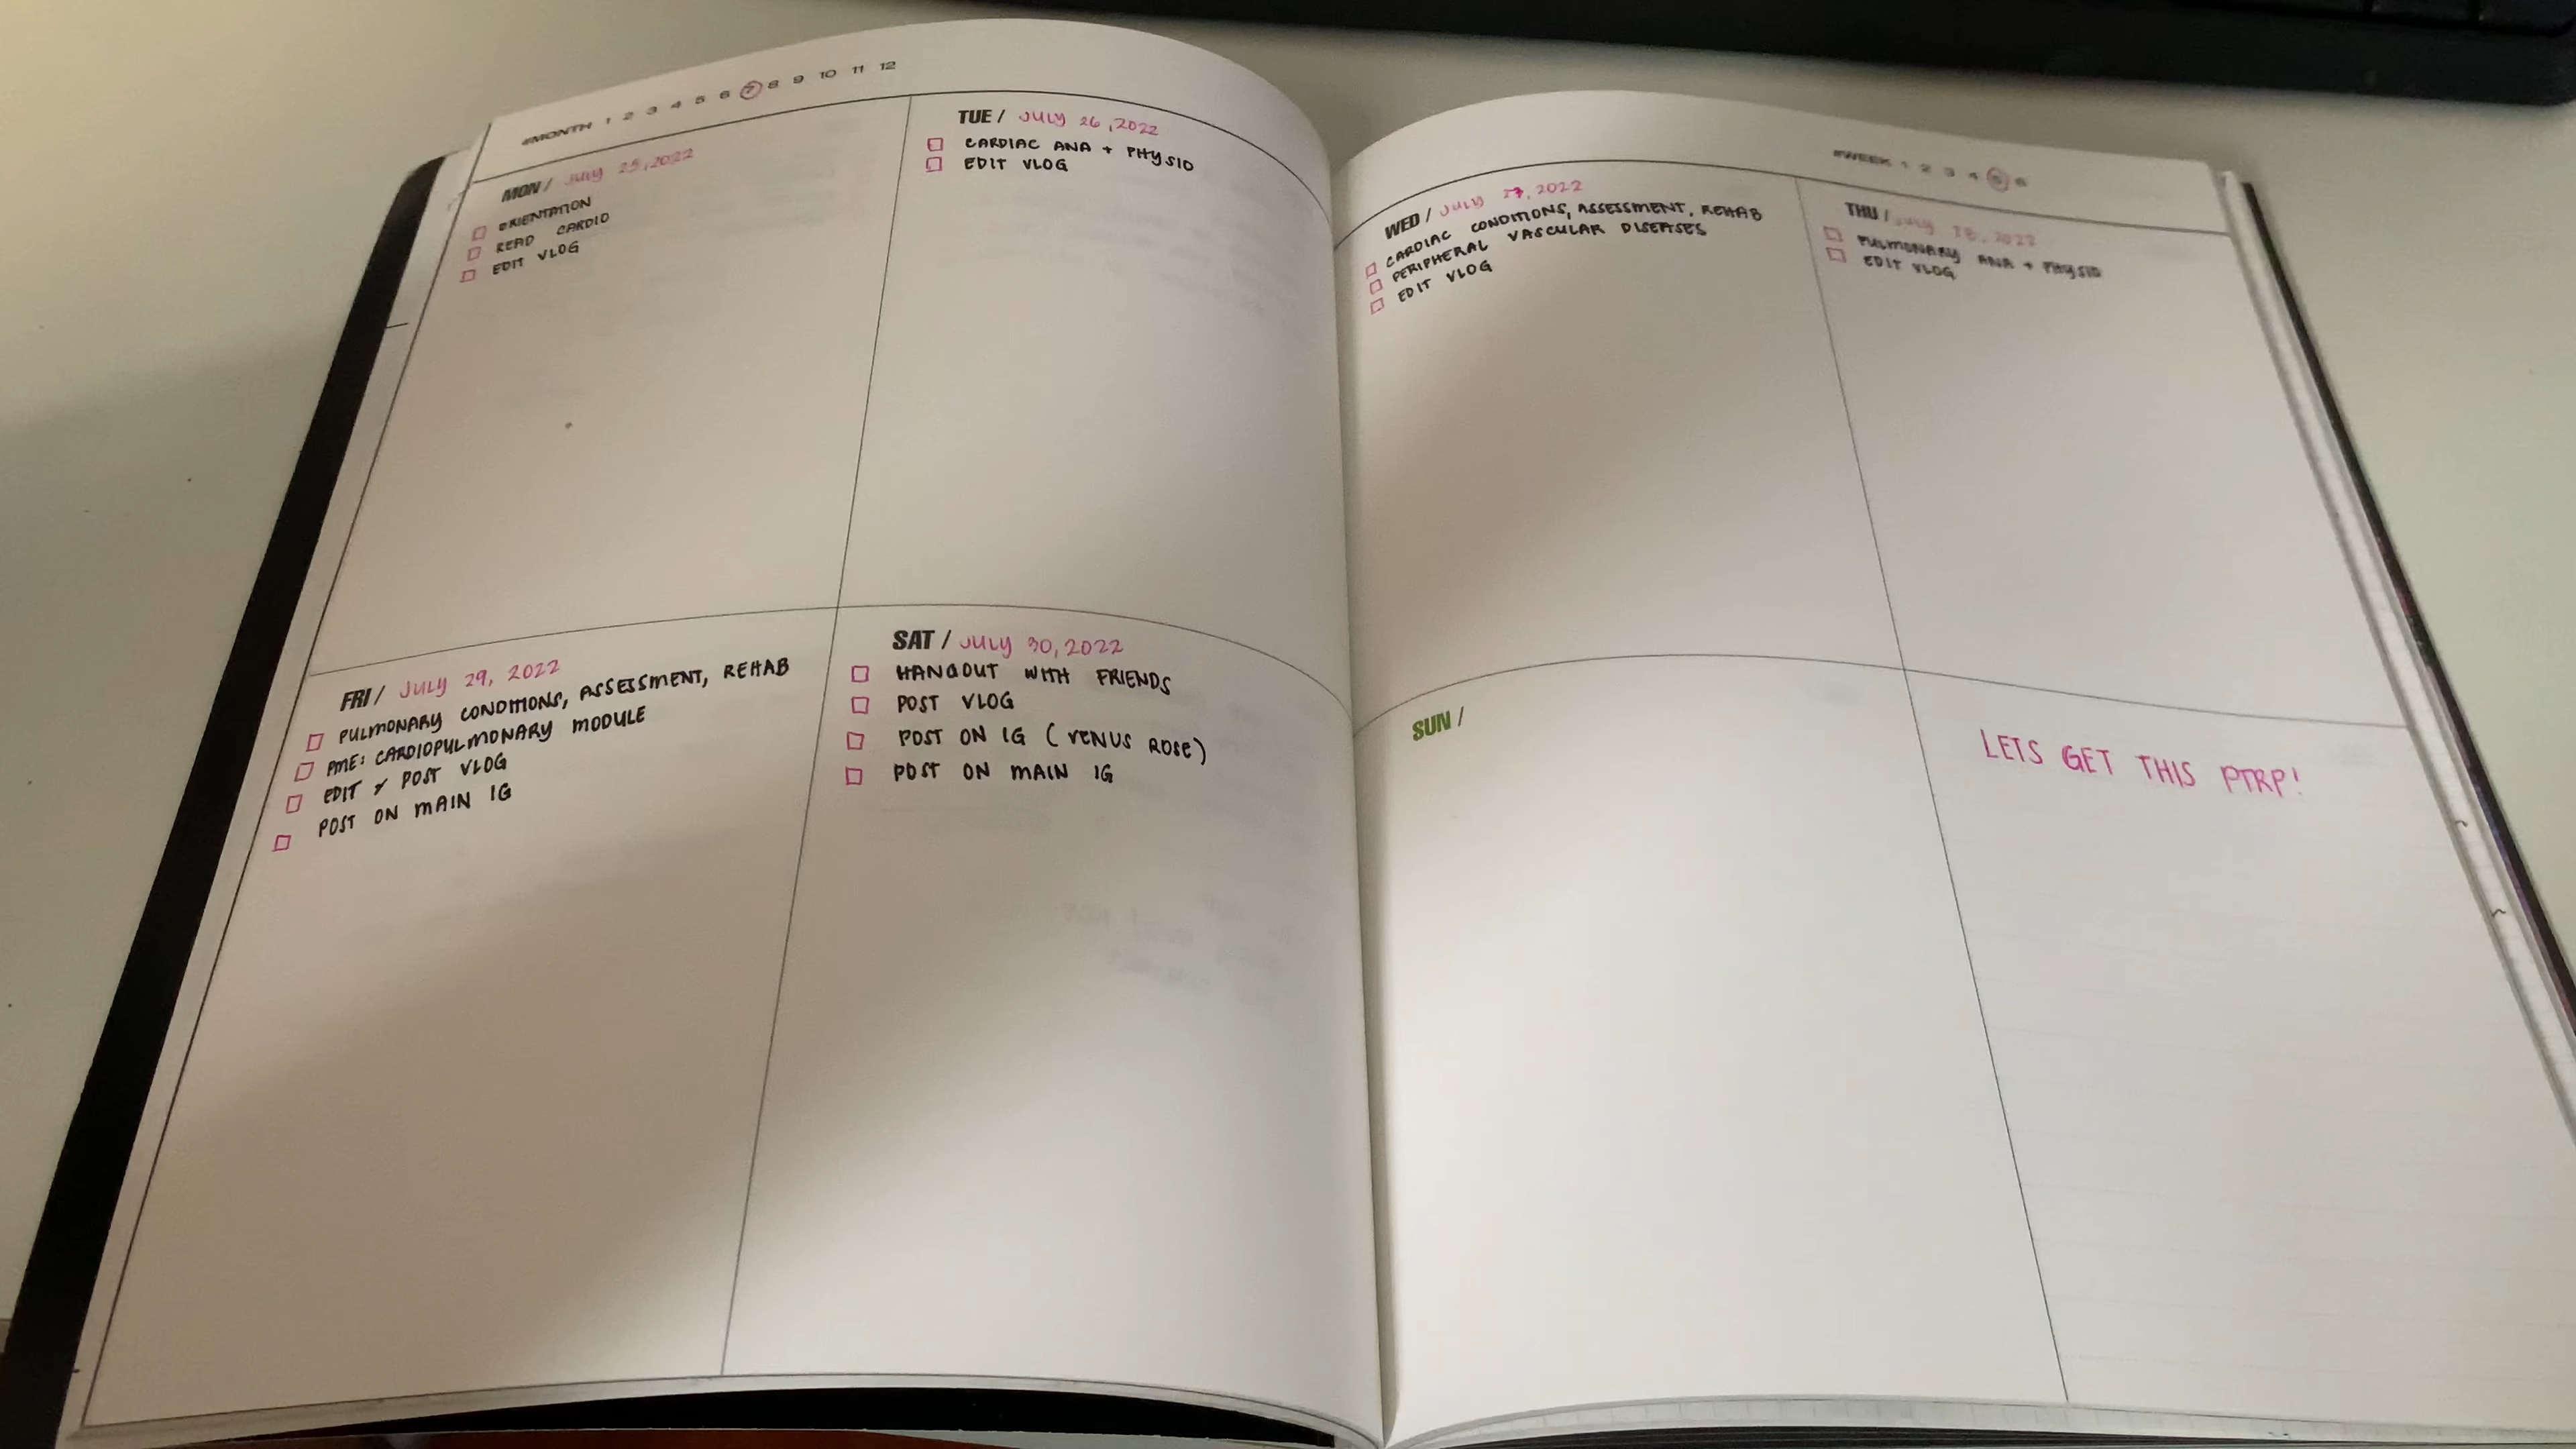 #MONTH 1 2 3 4 5 6 7 8 9 10 11 12
MON / July 25, 2022
ORIENTATION
READ CARDIO
EDIT VLOG
TUE / JULY 26, 2022
CARDIAC ANA + PHYSIO
EDIT VLOG
#WEEK 1 2 3 4 5 6
WED / July 27, 2022
CARDIAC CONDITIONS, ASSESSMENT, REHAB
PERIPHERAL VASCULAR DISEASES
EDIT VLOG
THU / July 28, 2022
PULMONARY ANA + PHYSIO
EDIT VLOG
FRI / JULY 29, 2022
PULMONARY CONDITIONS, ASSESSMENT, REHAB
PME: CARDIOPULMONARY MODULE
EDIT & POST VLOG
POST ON MAIN IG
SAT / JULY 30, 2022
HANGOUT WITH FRIENDS
POST VLOG
POST ON IG (VENUS ROSE)
POST ON MAIN IG
SUN /
LETS GET THIS PTRP!